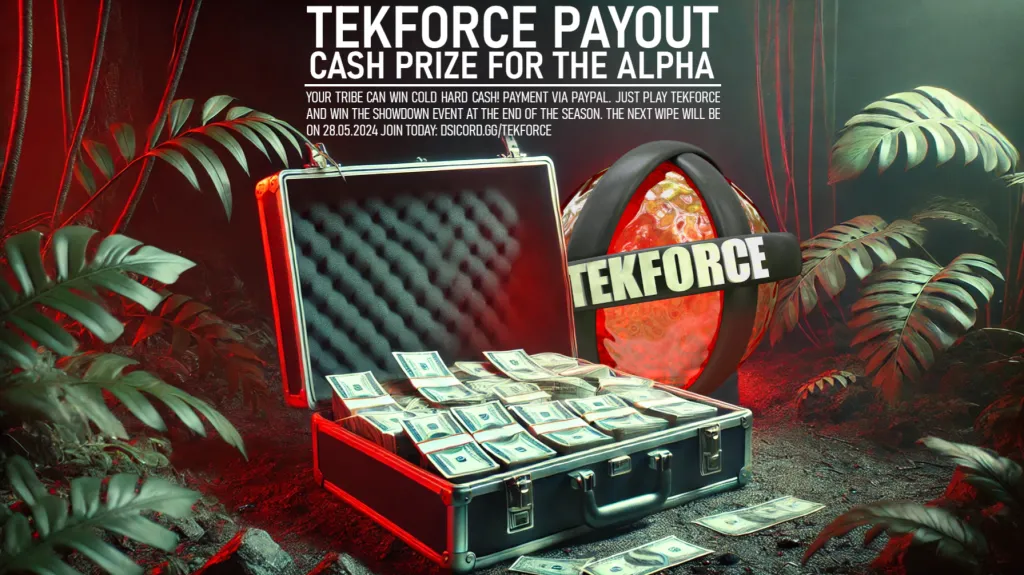 TEKFORCE PAYOUT
CASH PRIZE FOR THE ALPHA
YOUR TRIBE CAN WIN COLD HARD CASH! PAYMENT VIA PAYPAL. JUST PLAY TEKFORCE
AND WIN THE SHOWDOWN EVENT AT THE END OF THE SEASON. THE NEXT WIPE WILL BE
ON 28.05.2024 JOIN TODAY: DSICORD.GG/TEKFORCE
TEKFORCE